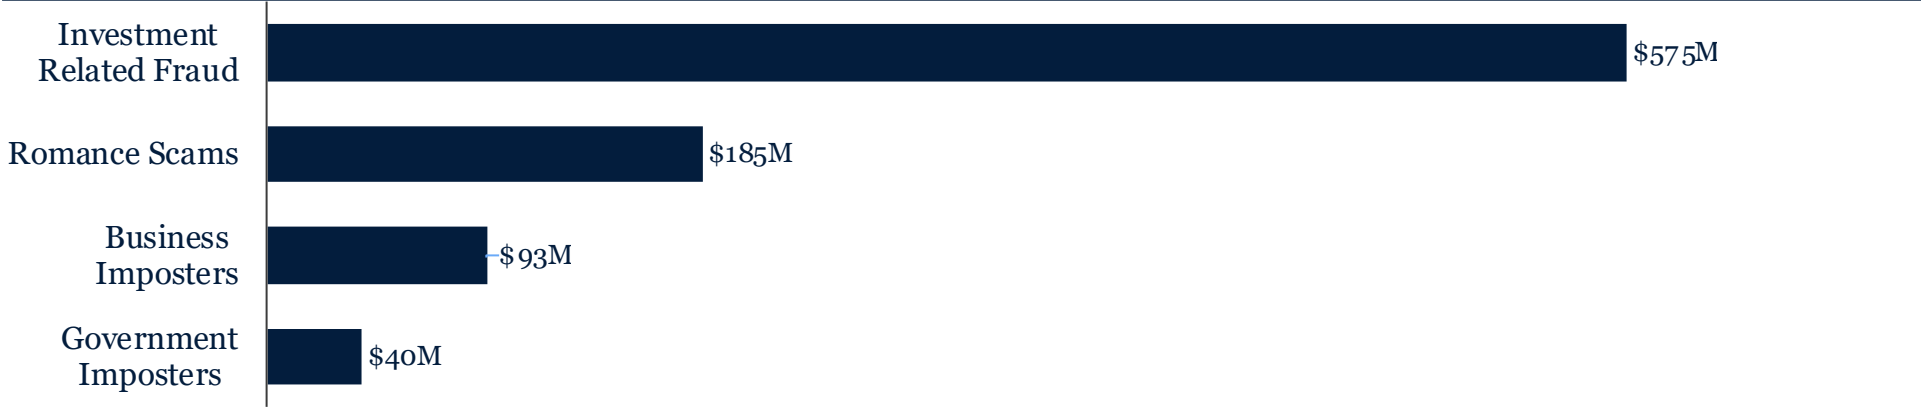 Investment
Related Fraud
$575M
Romance Scams
$185M
Business
Imposters
$93M
Government
Imposters
$40M